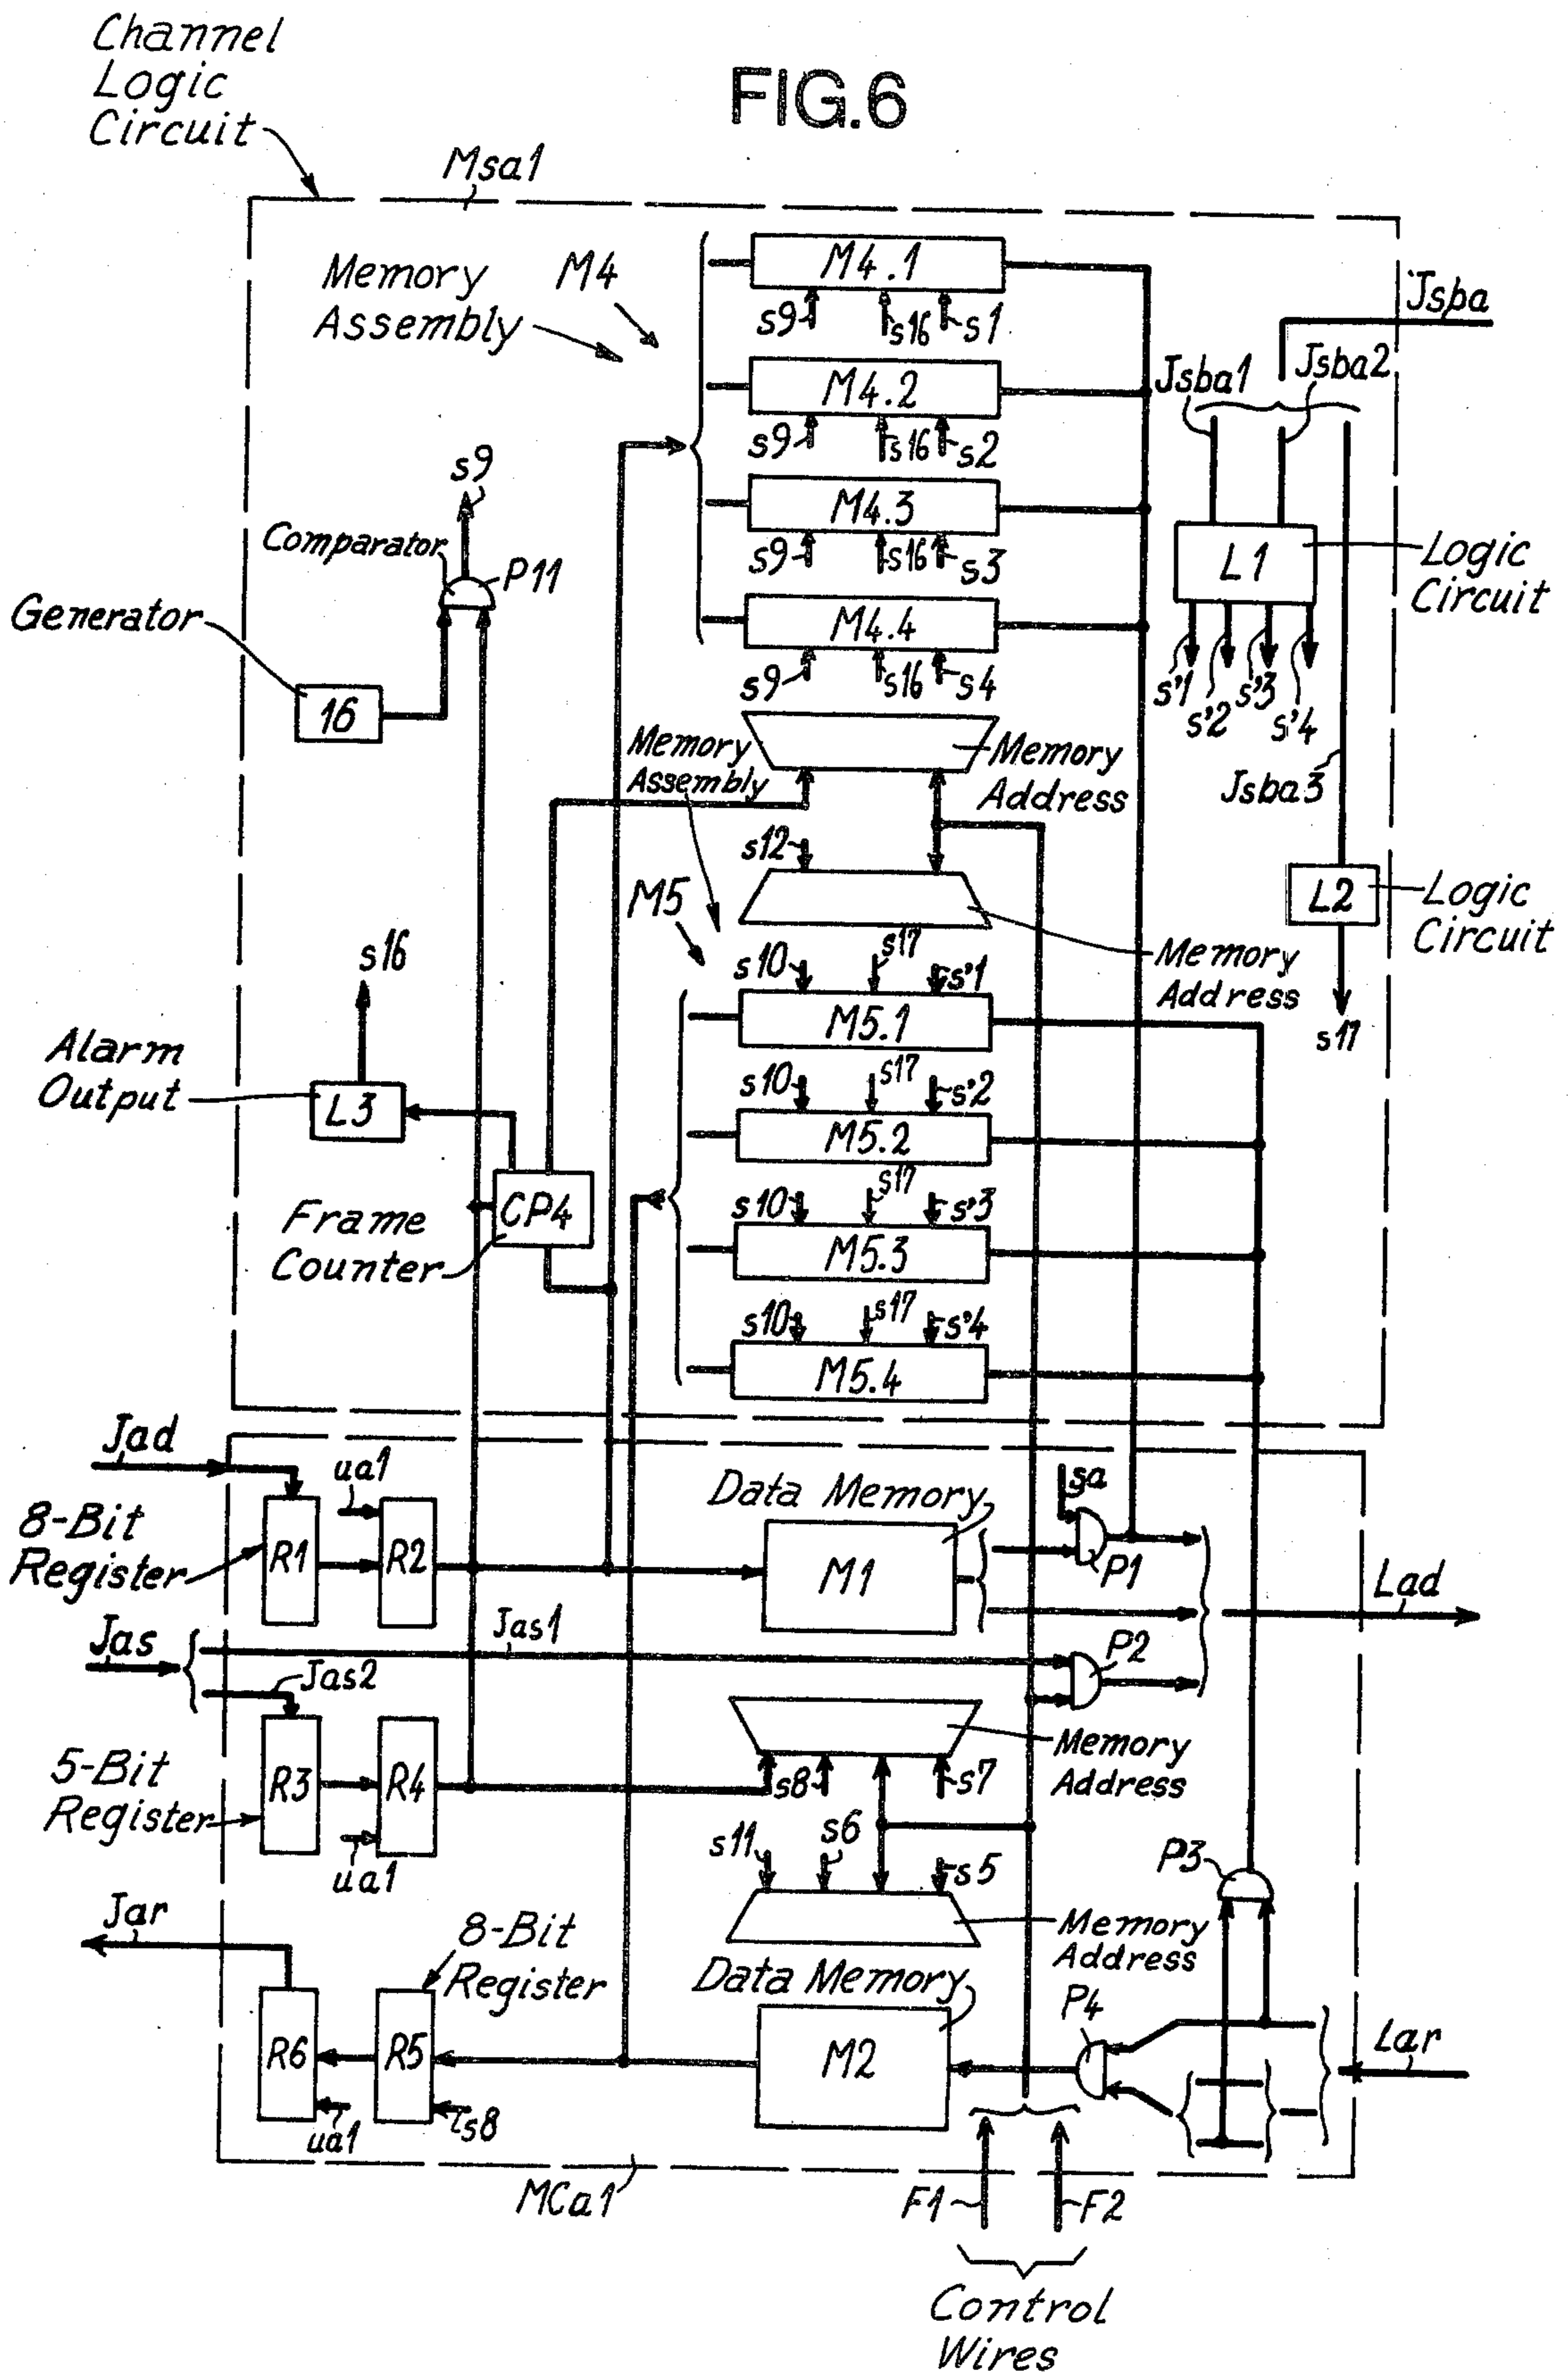 Channel
Logic
Circuit
FIG.6
Msa1
Memory
Assembly
M4
M4.1
s9 s16 s1
M4.2
s9 s16 s2
M4.3
s9 s16 s3
M4.4
s9 s16 s4
Jsba
Jsba1
Jsba2
L1
Logic
Circuit
s'1
s'2
s'3
s'4
Jsba3
L2
Logic
Circuit
s17
s9
Comparator
P11
Generator
16
Memory
Assembly
Memory
Address
s12
M5
Memory
Address
s10 s17 s'1
M5.1
s10 s17 s'2
M5.2
s10 s17 s'3
M5.3
s10 s17 s'4
M5.4
s16
Alarm
Output
L3
CP4
Frame
Counter
Jad
8-Bit
Register
R1
ua1
R2
Data Memory
M1
sa
P1
Lad
Jas
Jas1
Jas2
P2
5-Bit
Register
R3
R4
ua1
s8
s7
Memory
Address
s11
s6
s5
Memory
Address
P3
Jar
8-Bit
Register
R6
R5
ua1
s8
Data Memory
M2
P4
Lar
MCa1
F1
F2
Control
Wires